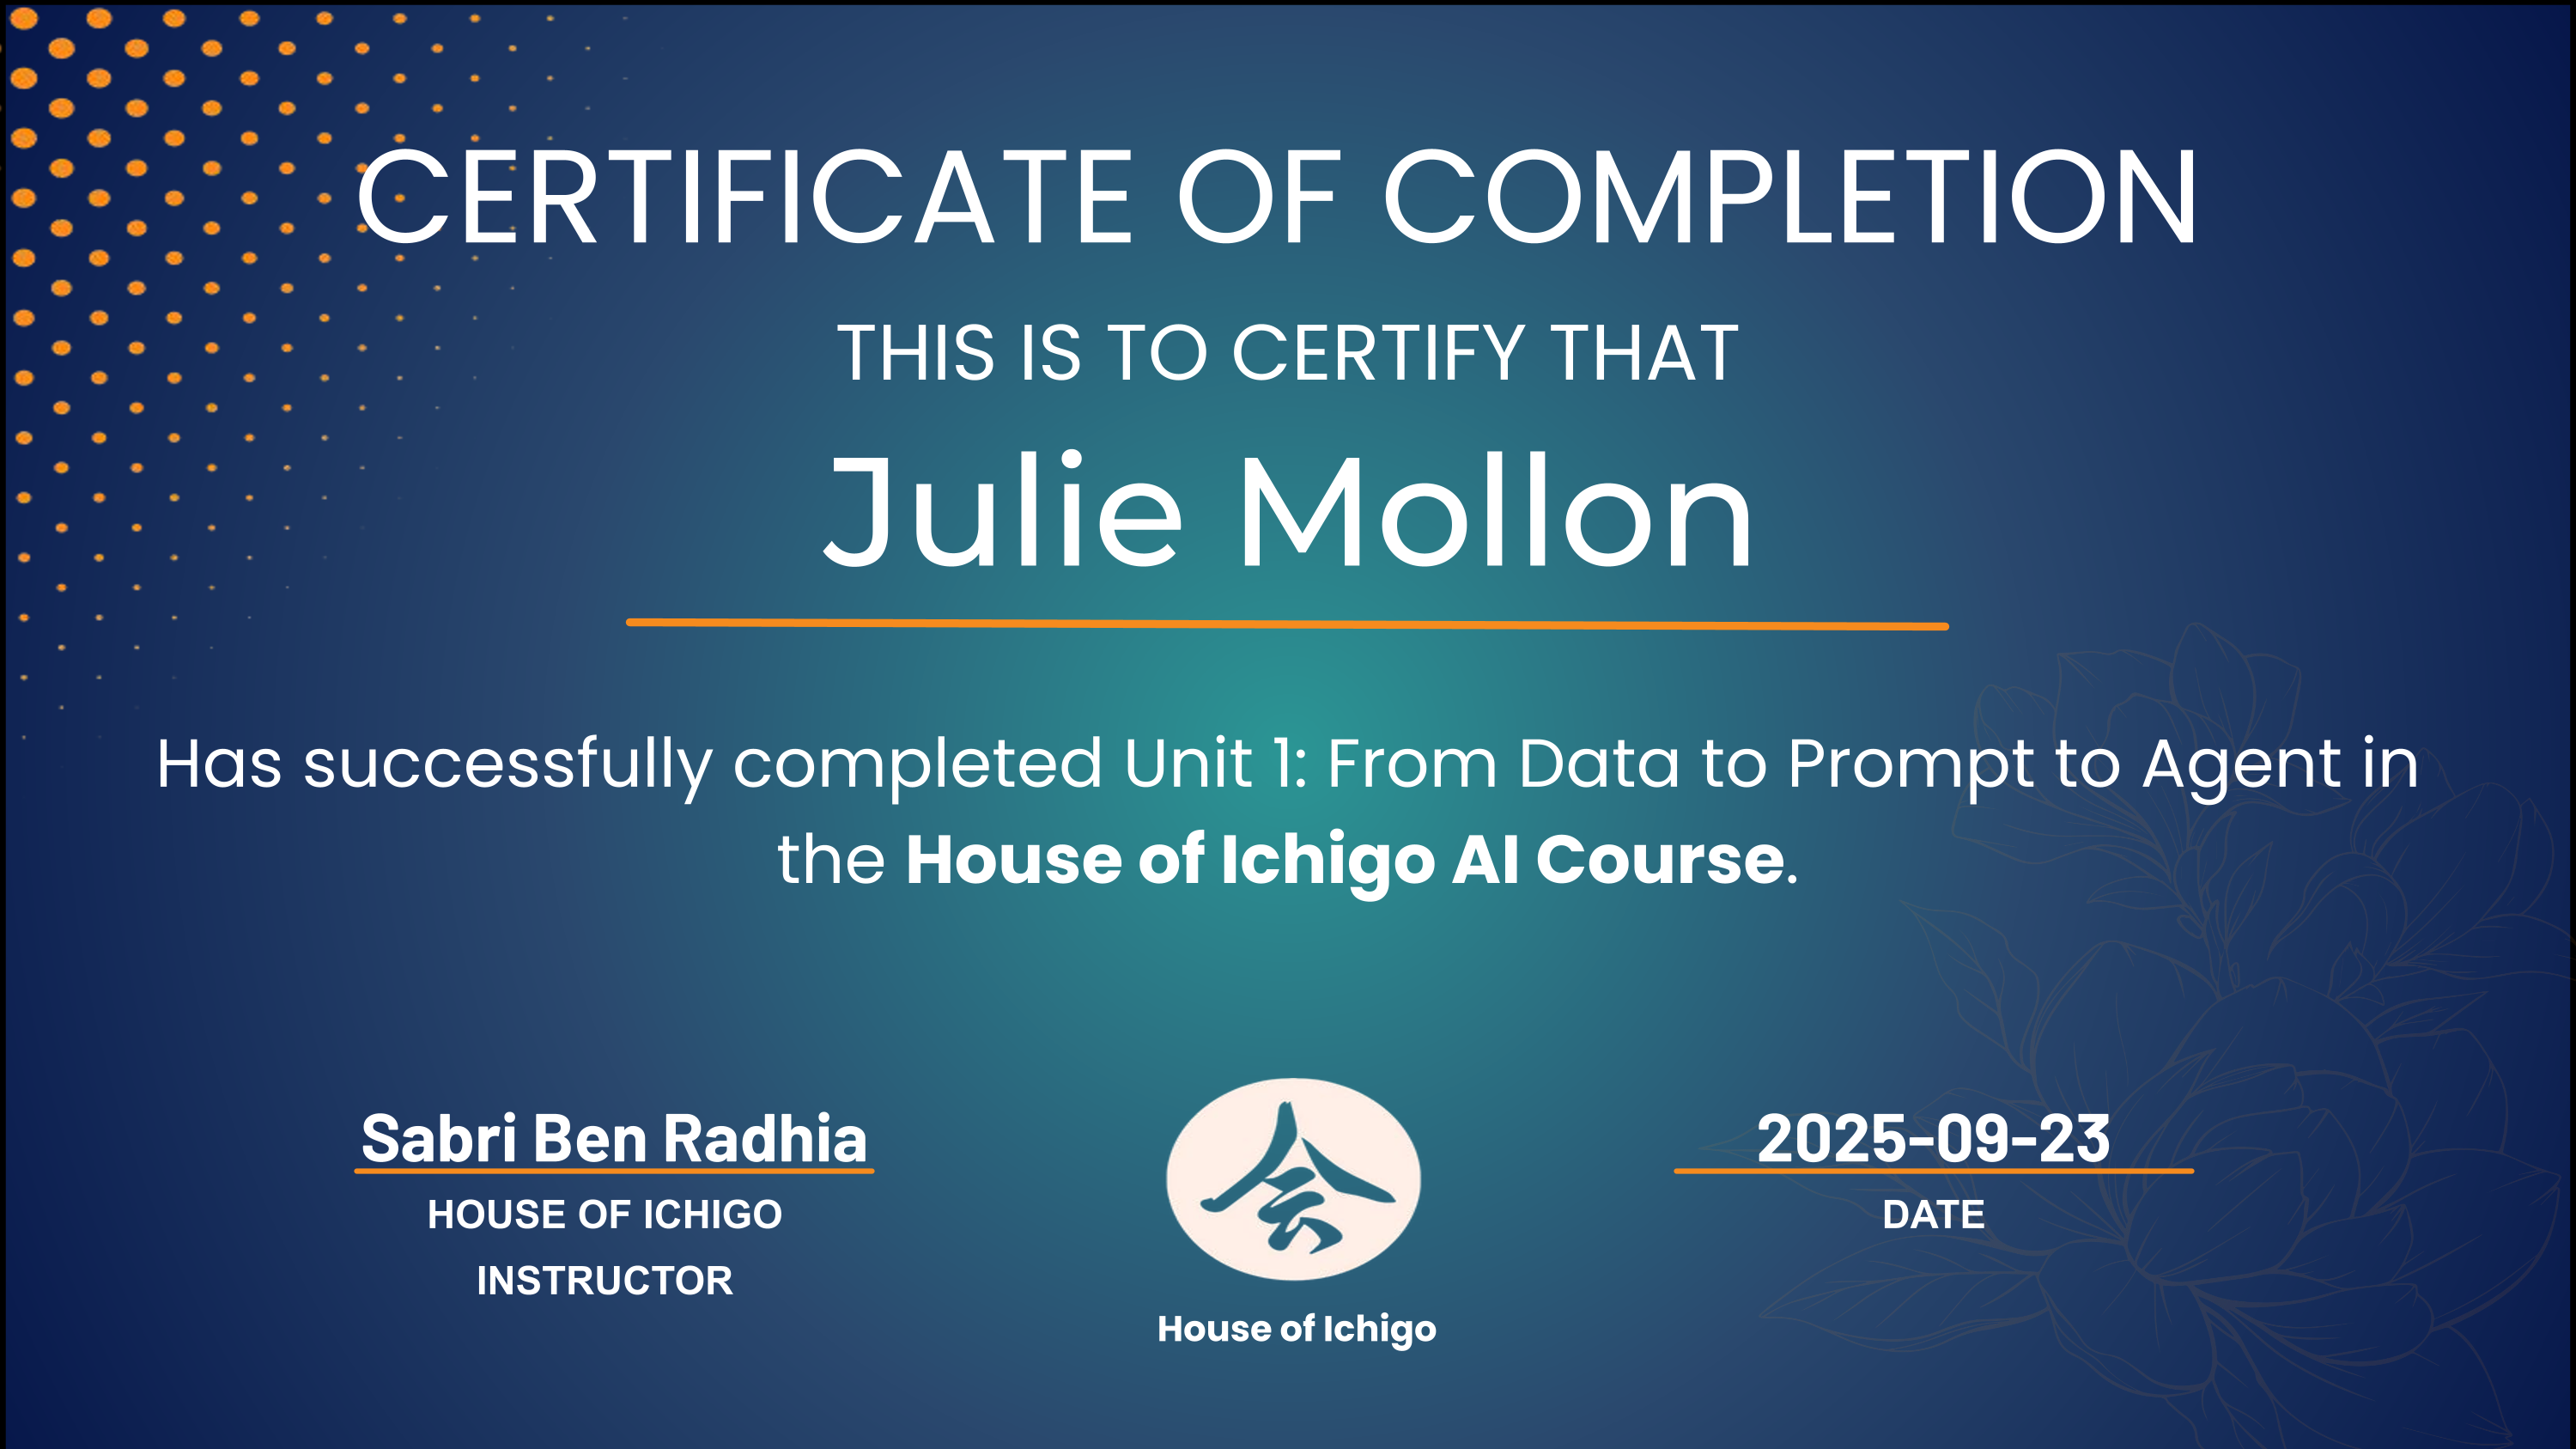 CERTIFICATE OF COMPLETION
THIS IS TO CERTIFY THAT
Julie Mollon
Has successfully completed Unit 1: From Data to Prompt to Agent in
the House of Ichigo AI Course.
Sabri Ben Radhia
HOUSE OF ICHIGO
INSTRUCTOR
会
House of Ichigo
2025-09-23
DATE